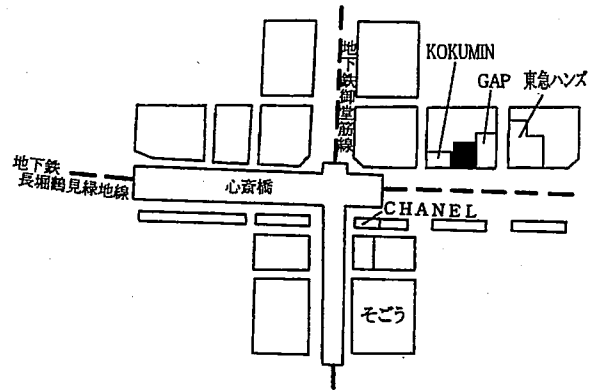 地下鉄御堂筋線
KOKUMIN
GAP
東急ハンズ
地下鉄
長堀鶴見緑地線
心斎橋
CHANEL
そごう